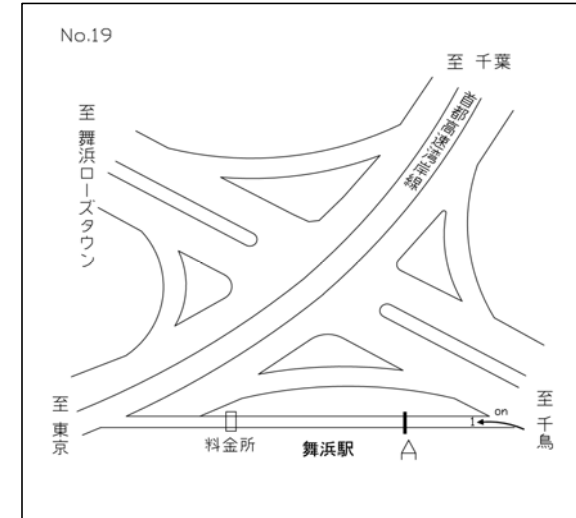 No.19
至 千葉
首都高速湾岸線
至 舞浜ローズタウン
至 東京
料金所
舞浜駅
A
1
on
至 千鳥